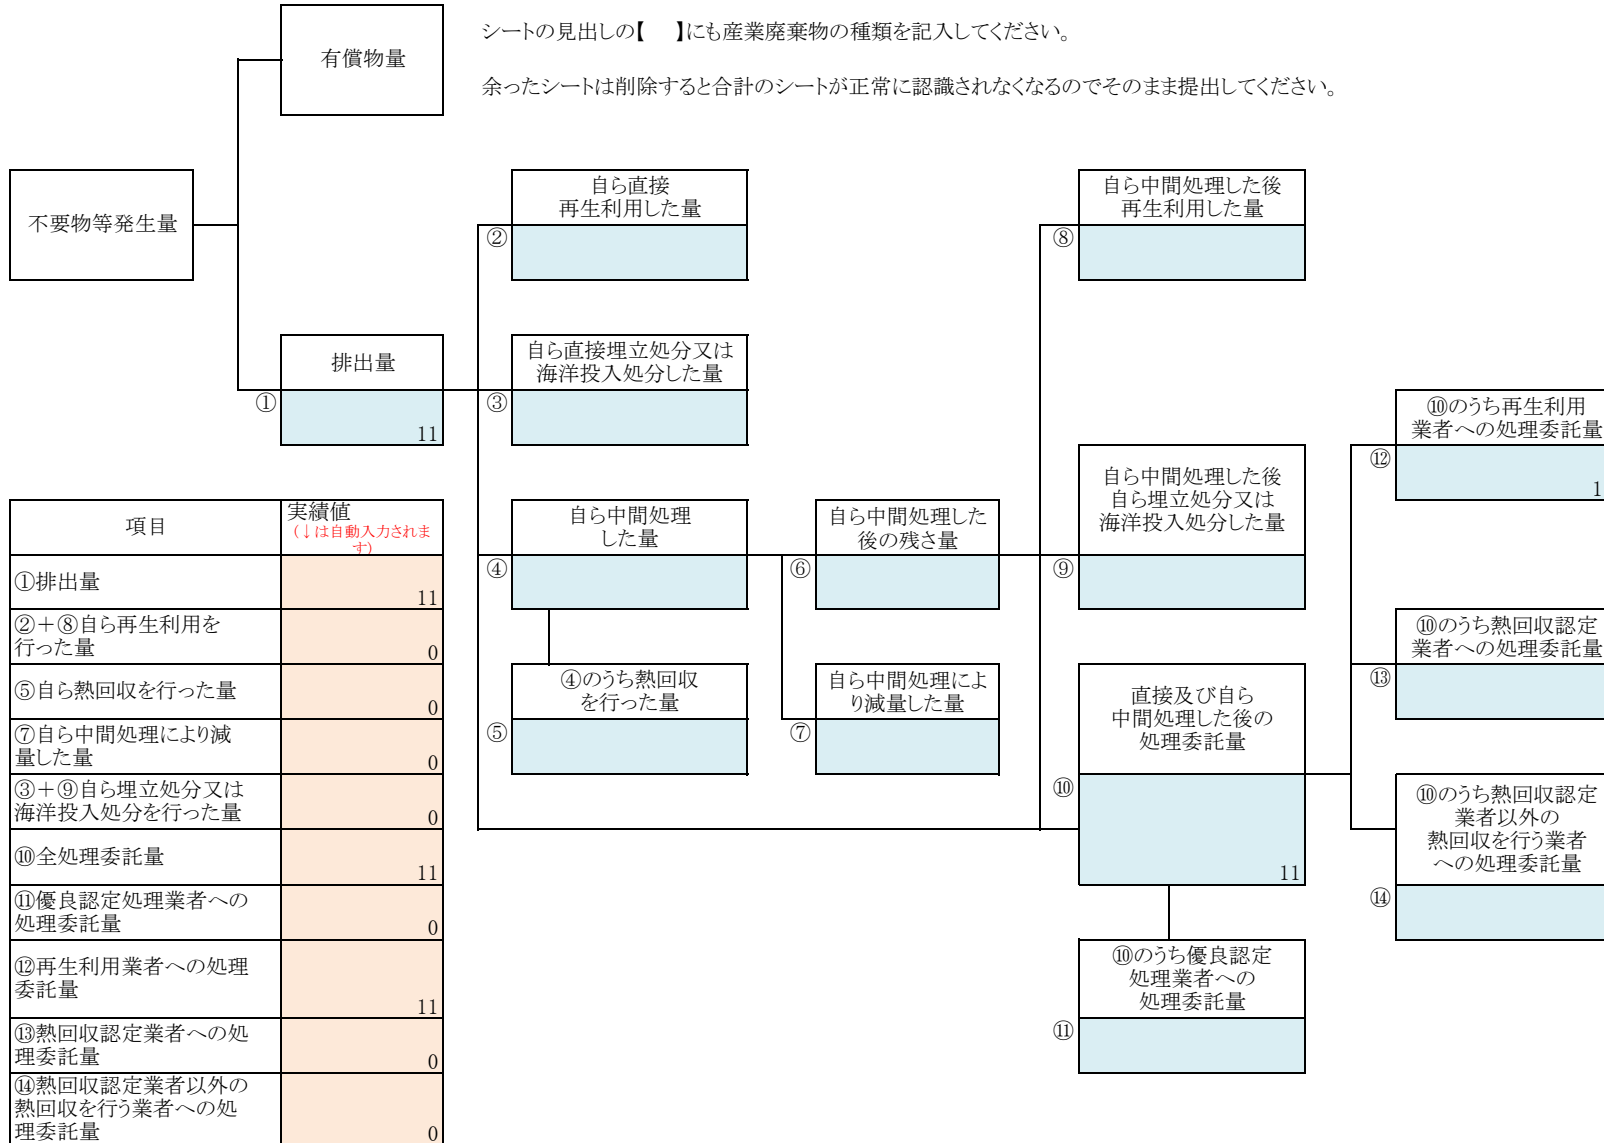 有償物量
シートの見出しの【　】にも産業廃棄物の種類を記入してください。
余ったシートは削除すると合計のシートが正常に認識されなくなるのでそのまま提出してください。
不要物等発生量
自ら直接
再生利用した量
②
自ら中間処理した後
再生利用した量
⑧
排出量
①
11
自ら直接埋立処分又は
海洋投入処分した量
③
⑩のうち再生利用
業者への処理委託量
⑫
1
自ら中間処理
した量
④
自ら中間処理した
後の残さ量
⑥
自ら中間処理した後
自ら埋立処分又は
海洋投入処分した量
⑨
⑩のうち熱回収認定
業者への処理委託量
⑬
④のうち熱回収
を行った量
⑤
自ら中間処理によ
り減量した量
⑦
直接及び自ら
中間処理した後の
処理委託量
⑩
11
⑩のうち熱回収認定
業者以外の
熱回収を行う業者
への処理委託量
⑭
⑩のうち優良認定
処理業者への
処理委託量
⑪
項目
実績値
(↓は自動入力されま
す)
①排出量
11
②＋⑧自ら再生利用を
行った量
0
⑤自ら熱回収を行った量
0
⑦自ら中間処理により減
量した量
0
③＋⑨自ら埋立処分又は
海洋投入処分を行った量
0
⑩全処理委託量
11
⑪優良認定処理業者への
処理委託量
0
⑫再生利用業者への処理
委託量
11
⑬熱回収認定業者への処
理委託量
0
⑭熱回収認定業者以外の
熱回収を行う業者への処
理委託量
0